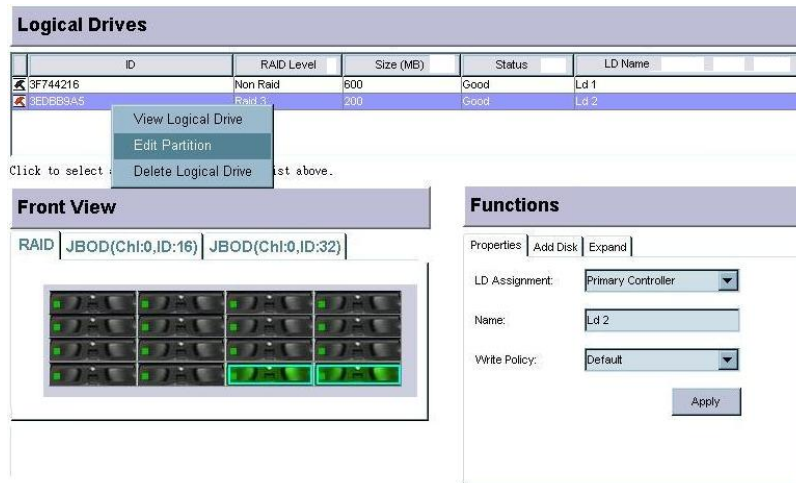 Logical Drives
ID RAID Level Size (MB) Status LD Name
3F744216 Non Raid 600 Good Ld 1
3EDBB9A5 Raid 3 200 Good Ld 2
View Logical Drive
Edit Partition
Delete Logical Drive
Click to select ist above.
Front View
RAID JBOD(Chl:0,ID:16) JBOD(Chl:0,ID:32)
Functions
Properties Add Disk Expand
LD Assignment: Primary Controller
Name: Ld 2
Write Policy: Default
Apply